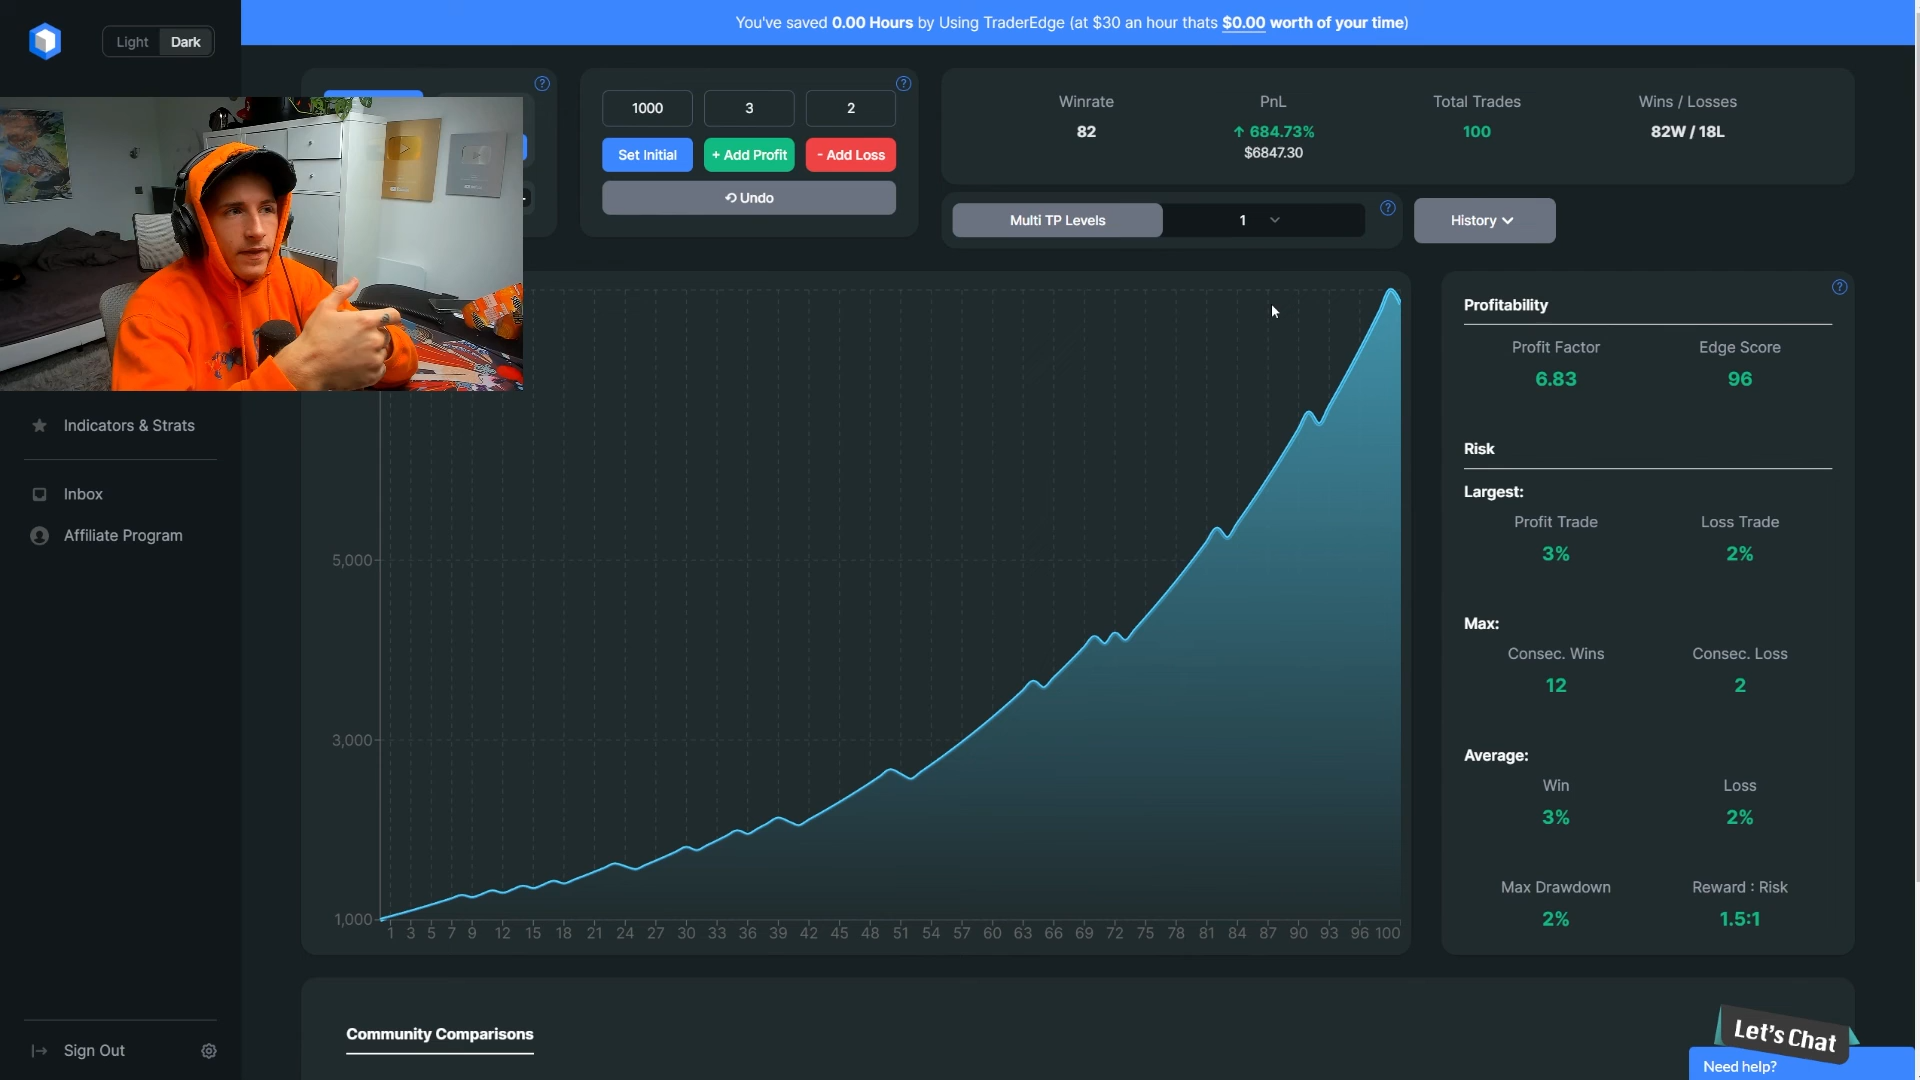 You've saved 0.00 Hours by Using TraderEdge (at $30 an hour thats $0.00 worth of your time)
Light Dark
1000 3 2
Set Initial + Add Profit - Add Loss
Undo
Winrate PnL Total Trades Wins / Losses
82 ↑ 684.73% 100 82W / 18L
$6847.30
Multi TP Levels 1 History
Profitability
Profit Factor Edge Score
6.83 96
Risk
Largest:
Profit Trade Loss Trade
3% 2%
Max:
Consec. Wins Consec. Loss
12 2
Average:
Win Loss
3% 2%
Max Drawdown Reward : Risk
2% 1.5:1
Indicators & Strats
Inbox
Affiliate Program
5,000
3,000
1,000
1 3 5 7 9 12 15 18 21 24 27 30 33 36 39 42 45 48 51 54 57 60 63 66 69 72 75 78 81 84 87 90 93 96 100
Community Comparisons
Sign Out
Let's Chat
Need help?